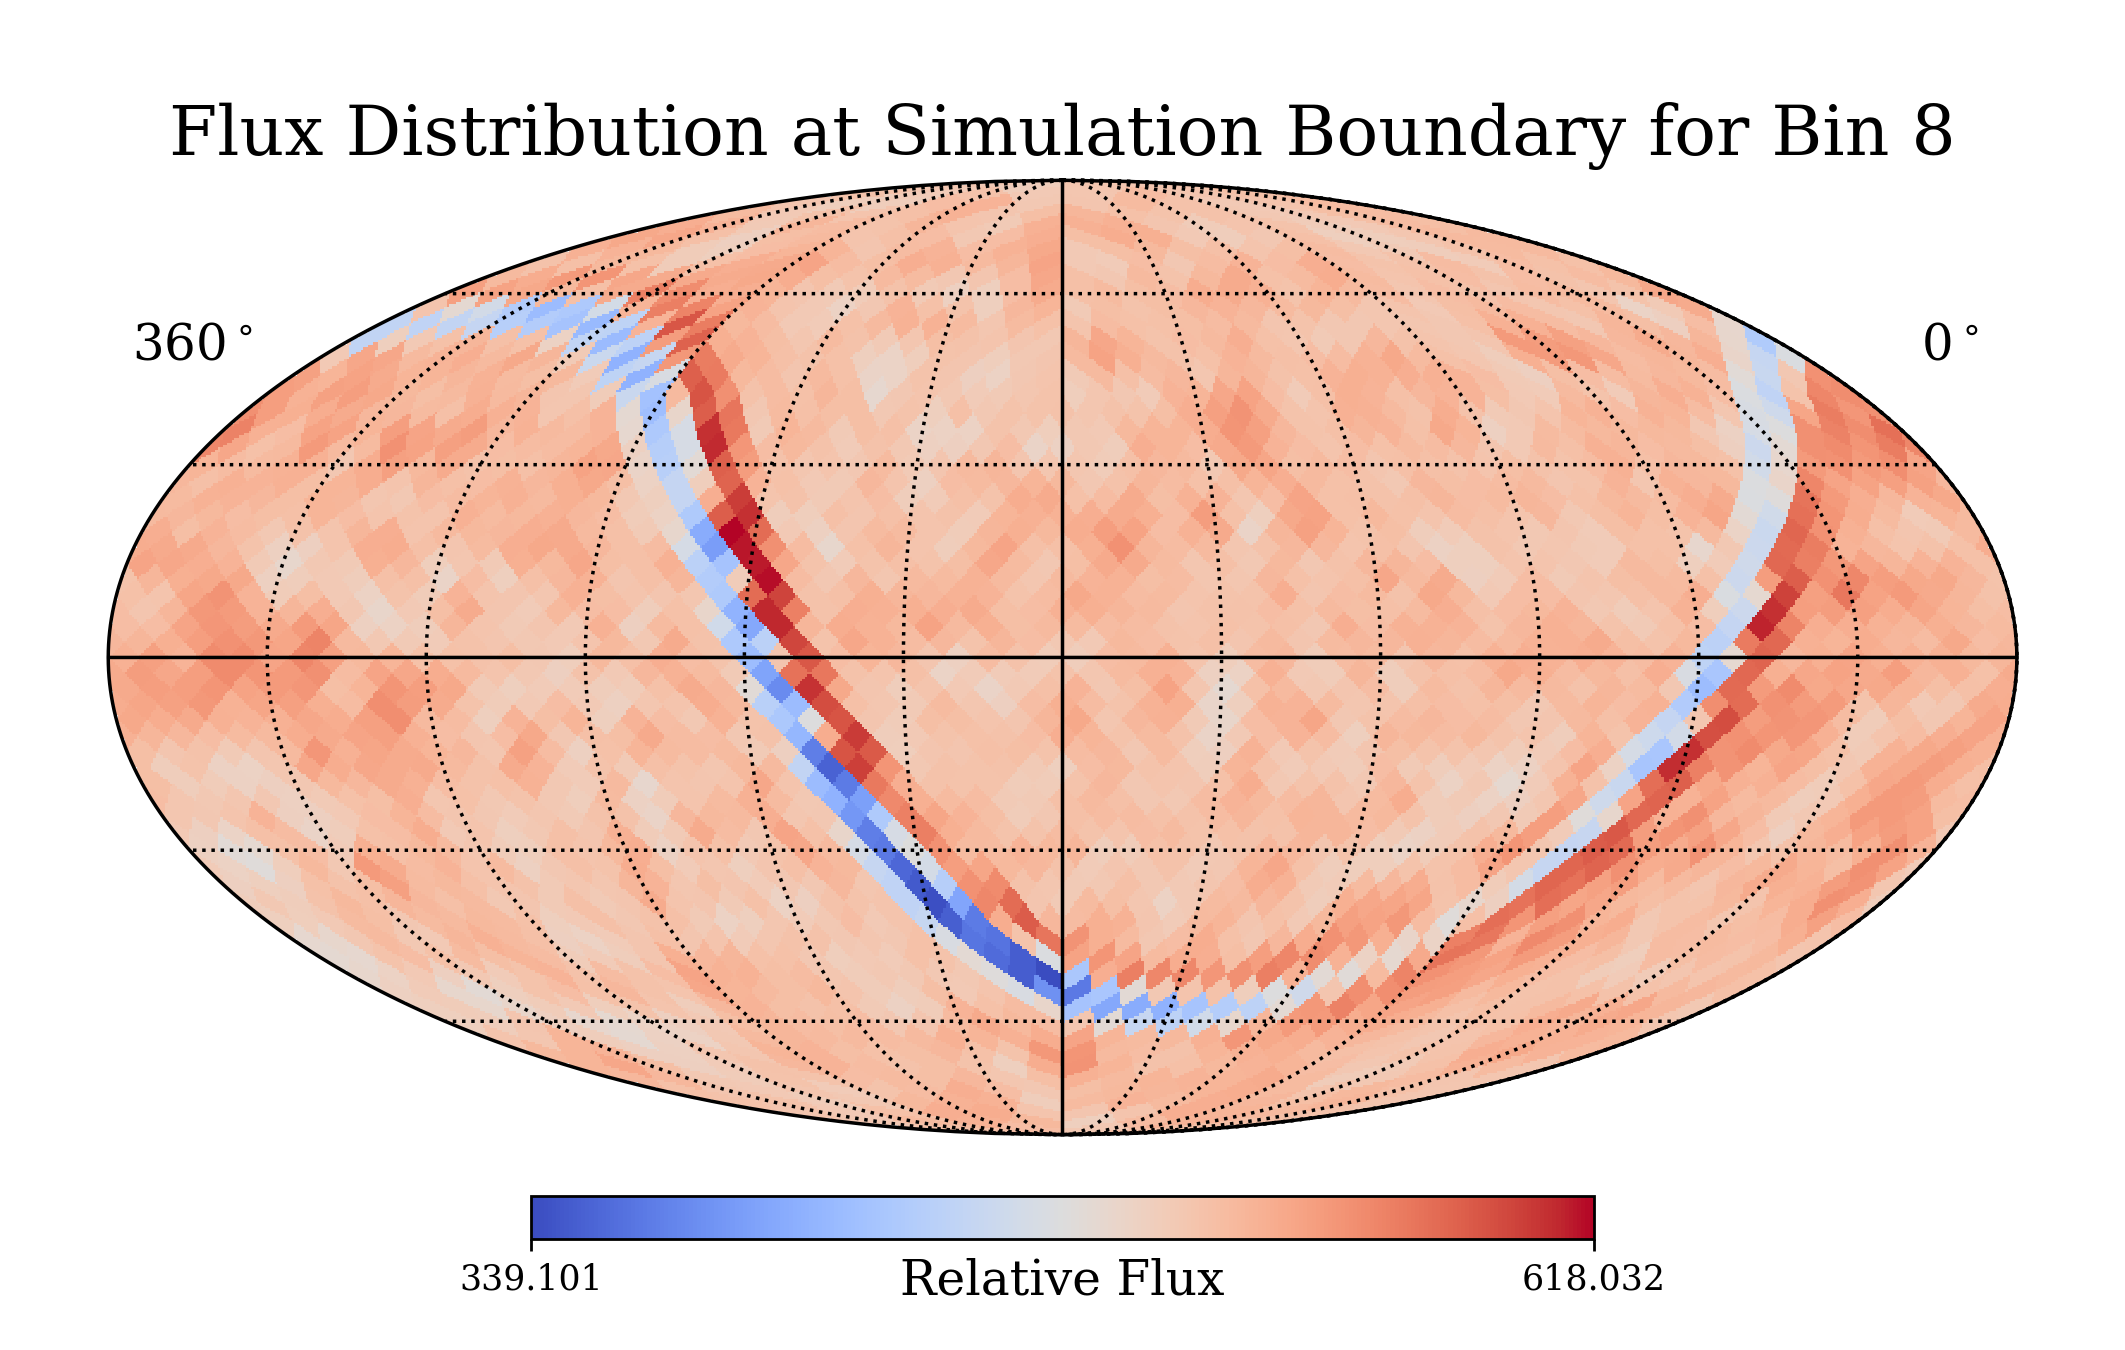 Flux Distribution at Simulation Boundary for Bin 8
360°
0°
339.101
Relative Flux
618.032